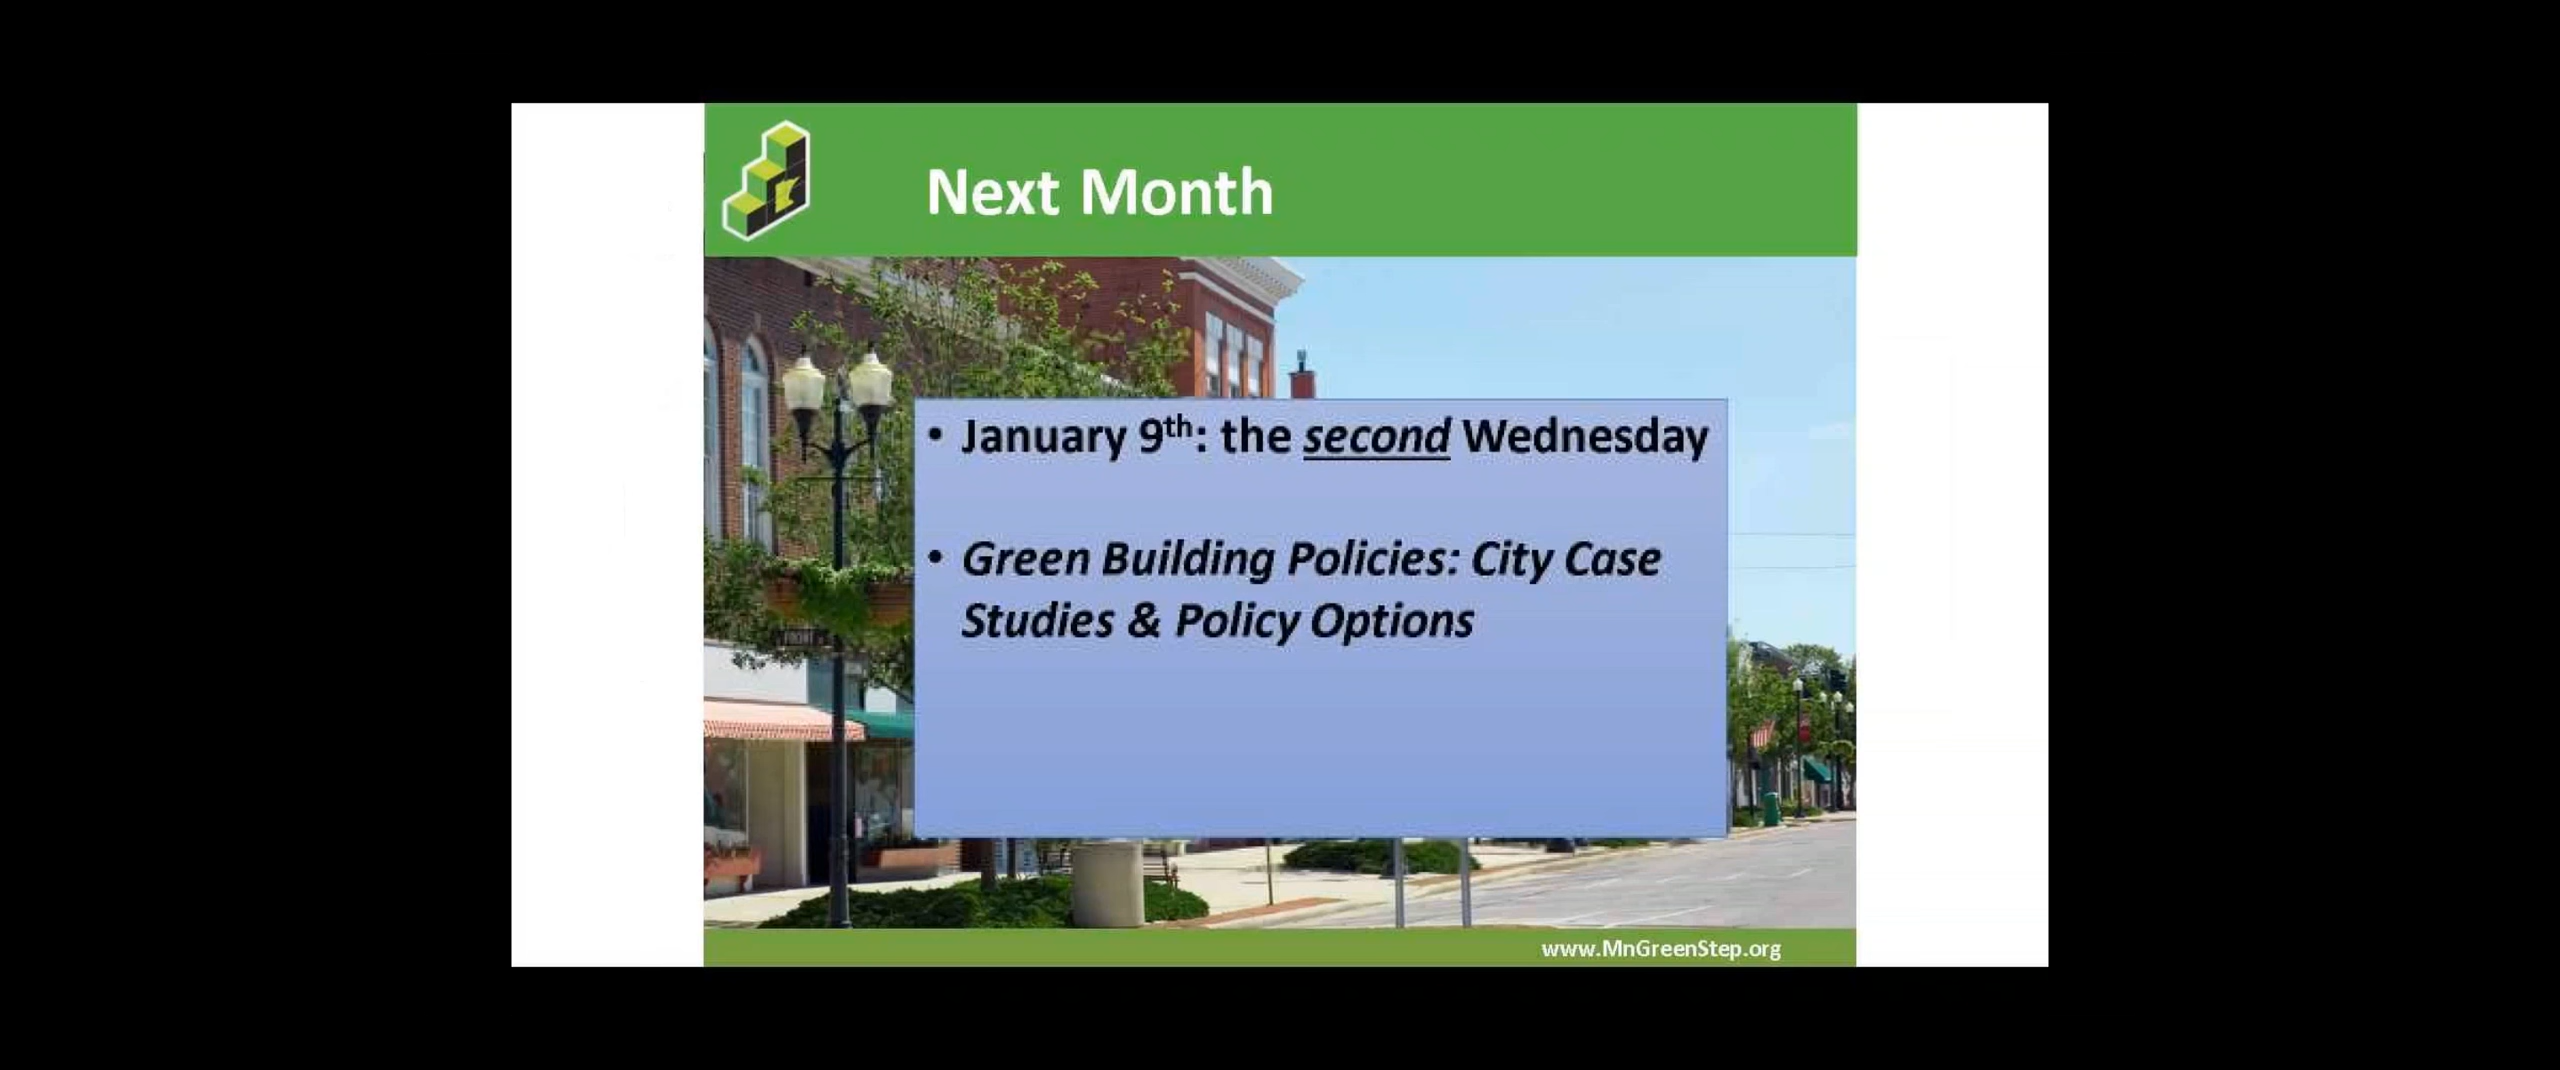 Next Month
• January 9th: the second Wednesday
• Green Building Policies: City Case
Studies & Policy Options
www.MnGreenStep.org